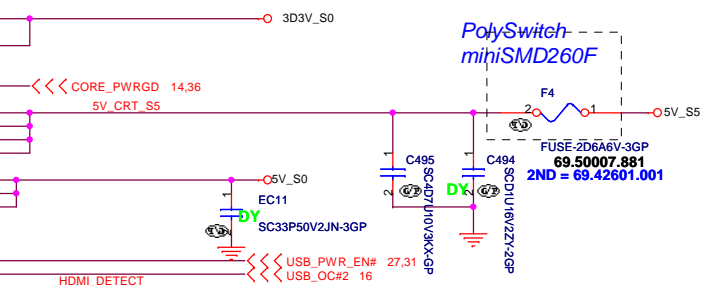 3D3V_S0
PolySwitch
miniSMD260F
CORE_PWRGD 14,36
5V_CRT_S5
F4
2
1
5V_S5
FUSE-2D6A6V-3GP
69.50007.881
2ND = 69.42601.001
1
C495
2
SC4D7U10V3KX-GP
1
C494
DY
2
SCD1U16V2ZY-2GP
5V_S0
1
EC11
DY
2
SC33P50V2JN-3GP
USB_PWR_EN# 27,31
USB_OC#2 16
HDMI_DETECT